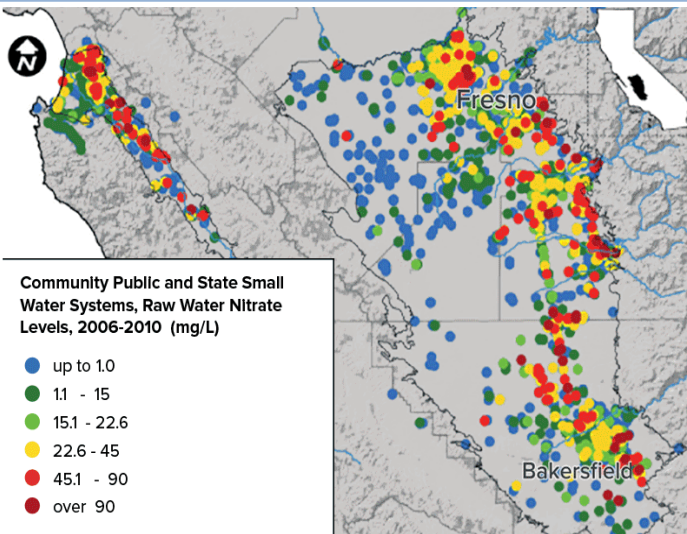 N
Fresno
Community Public and State Small
Water Systems, Raw Water Nitrate
Levels, 2006-2010 (mg/L)
up to 1.0
1.1 - 15
15.1 - 22.6
22.6 - 45
45.1 - 90
over 90
Bakersfield